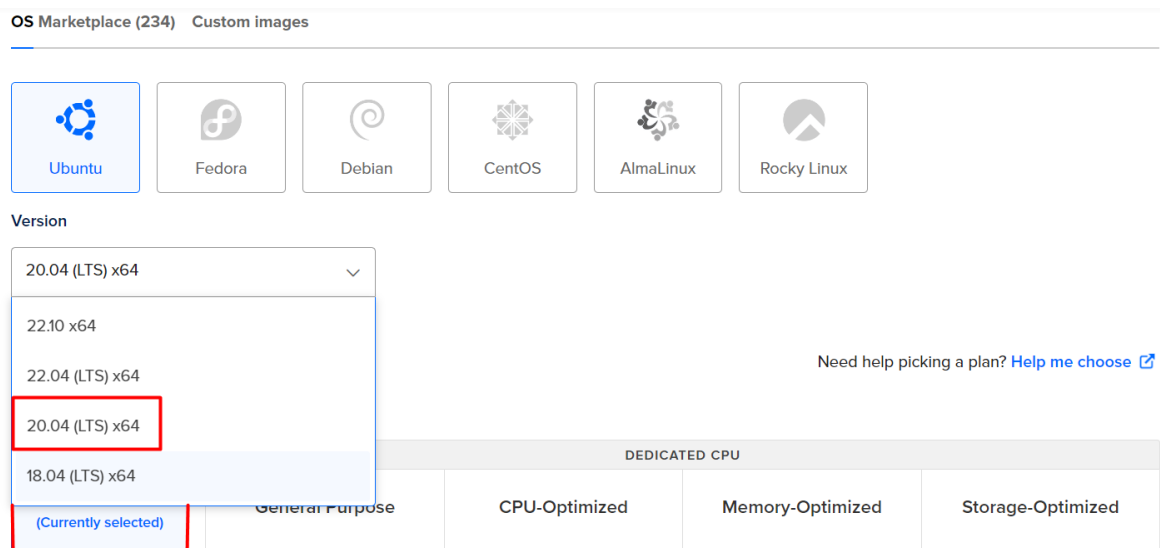 OS Marketplace (234) Custom images
Ubuntu Fedora Debian CentOS AlmaLinux Rocky Linux
Version
20.04 (LTS) x64
22.10 x64
Need help picking a plan? Help me choose
22.04 (LTS) x64
20.04 (LTS) x64
DEDICATED CPU
18.04 (LTS) x64
General Purpose CPU-Optimized Memory-Optimized Storage-Optimized
(Currently selected)